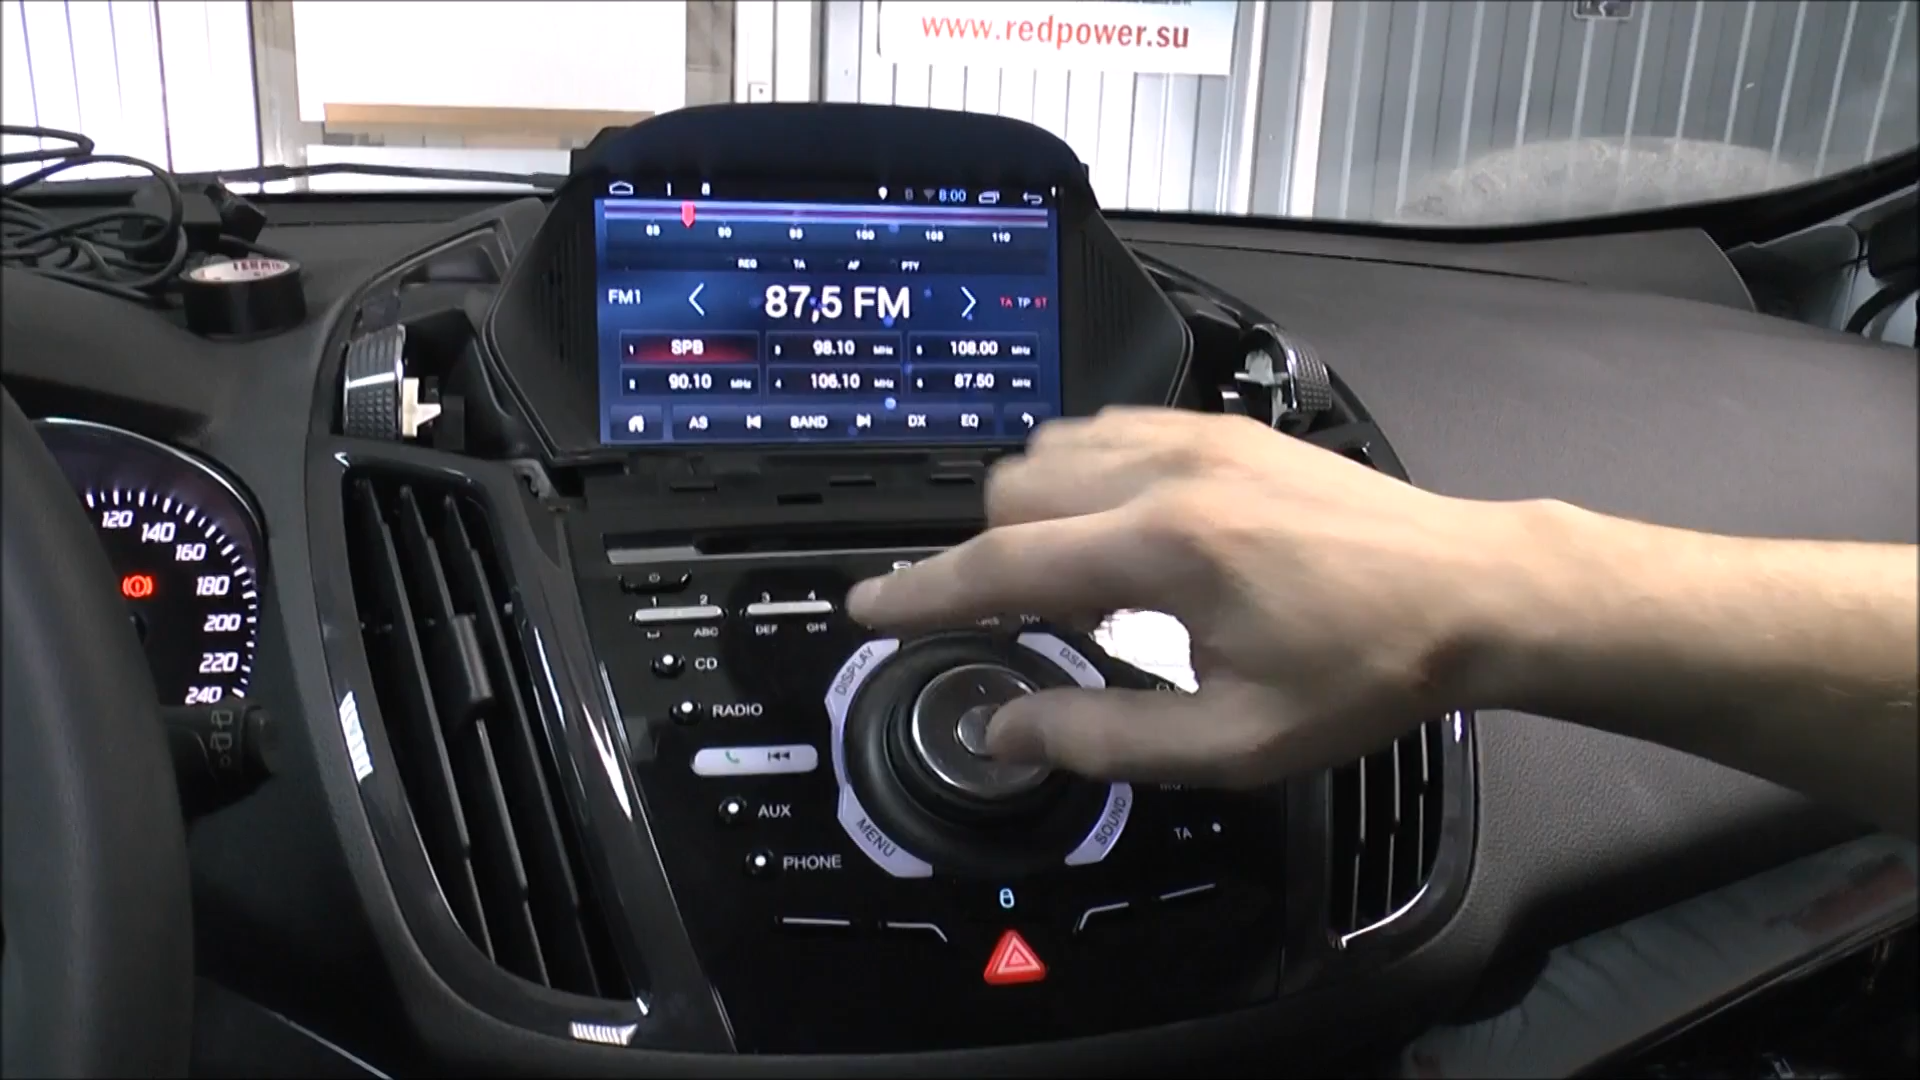 www.redpower.su
8:00
85 90 95 100 105 110
REG TA AF PTY
FM1 87,5 FM TA TP ST
1 SPB 3 98.10 MHz 5 108.00 MHz
2 90.10 MHz 4 106.10 MHz 6 87.50 MHz
AS BAND DX EQ
120
140
160
180
200
220
240
1 2 3 4
ABC DEF GHI TUV
CD
RADIO
AUX
PHONE
DISPLAY
DSP
MENU
SOUND
TA